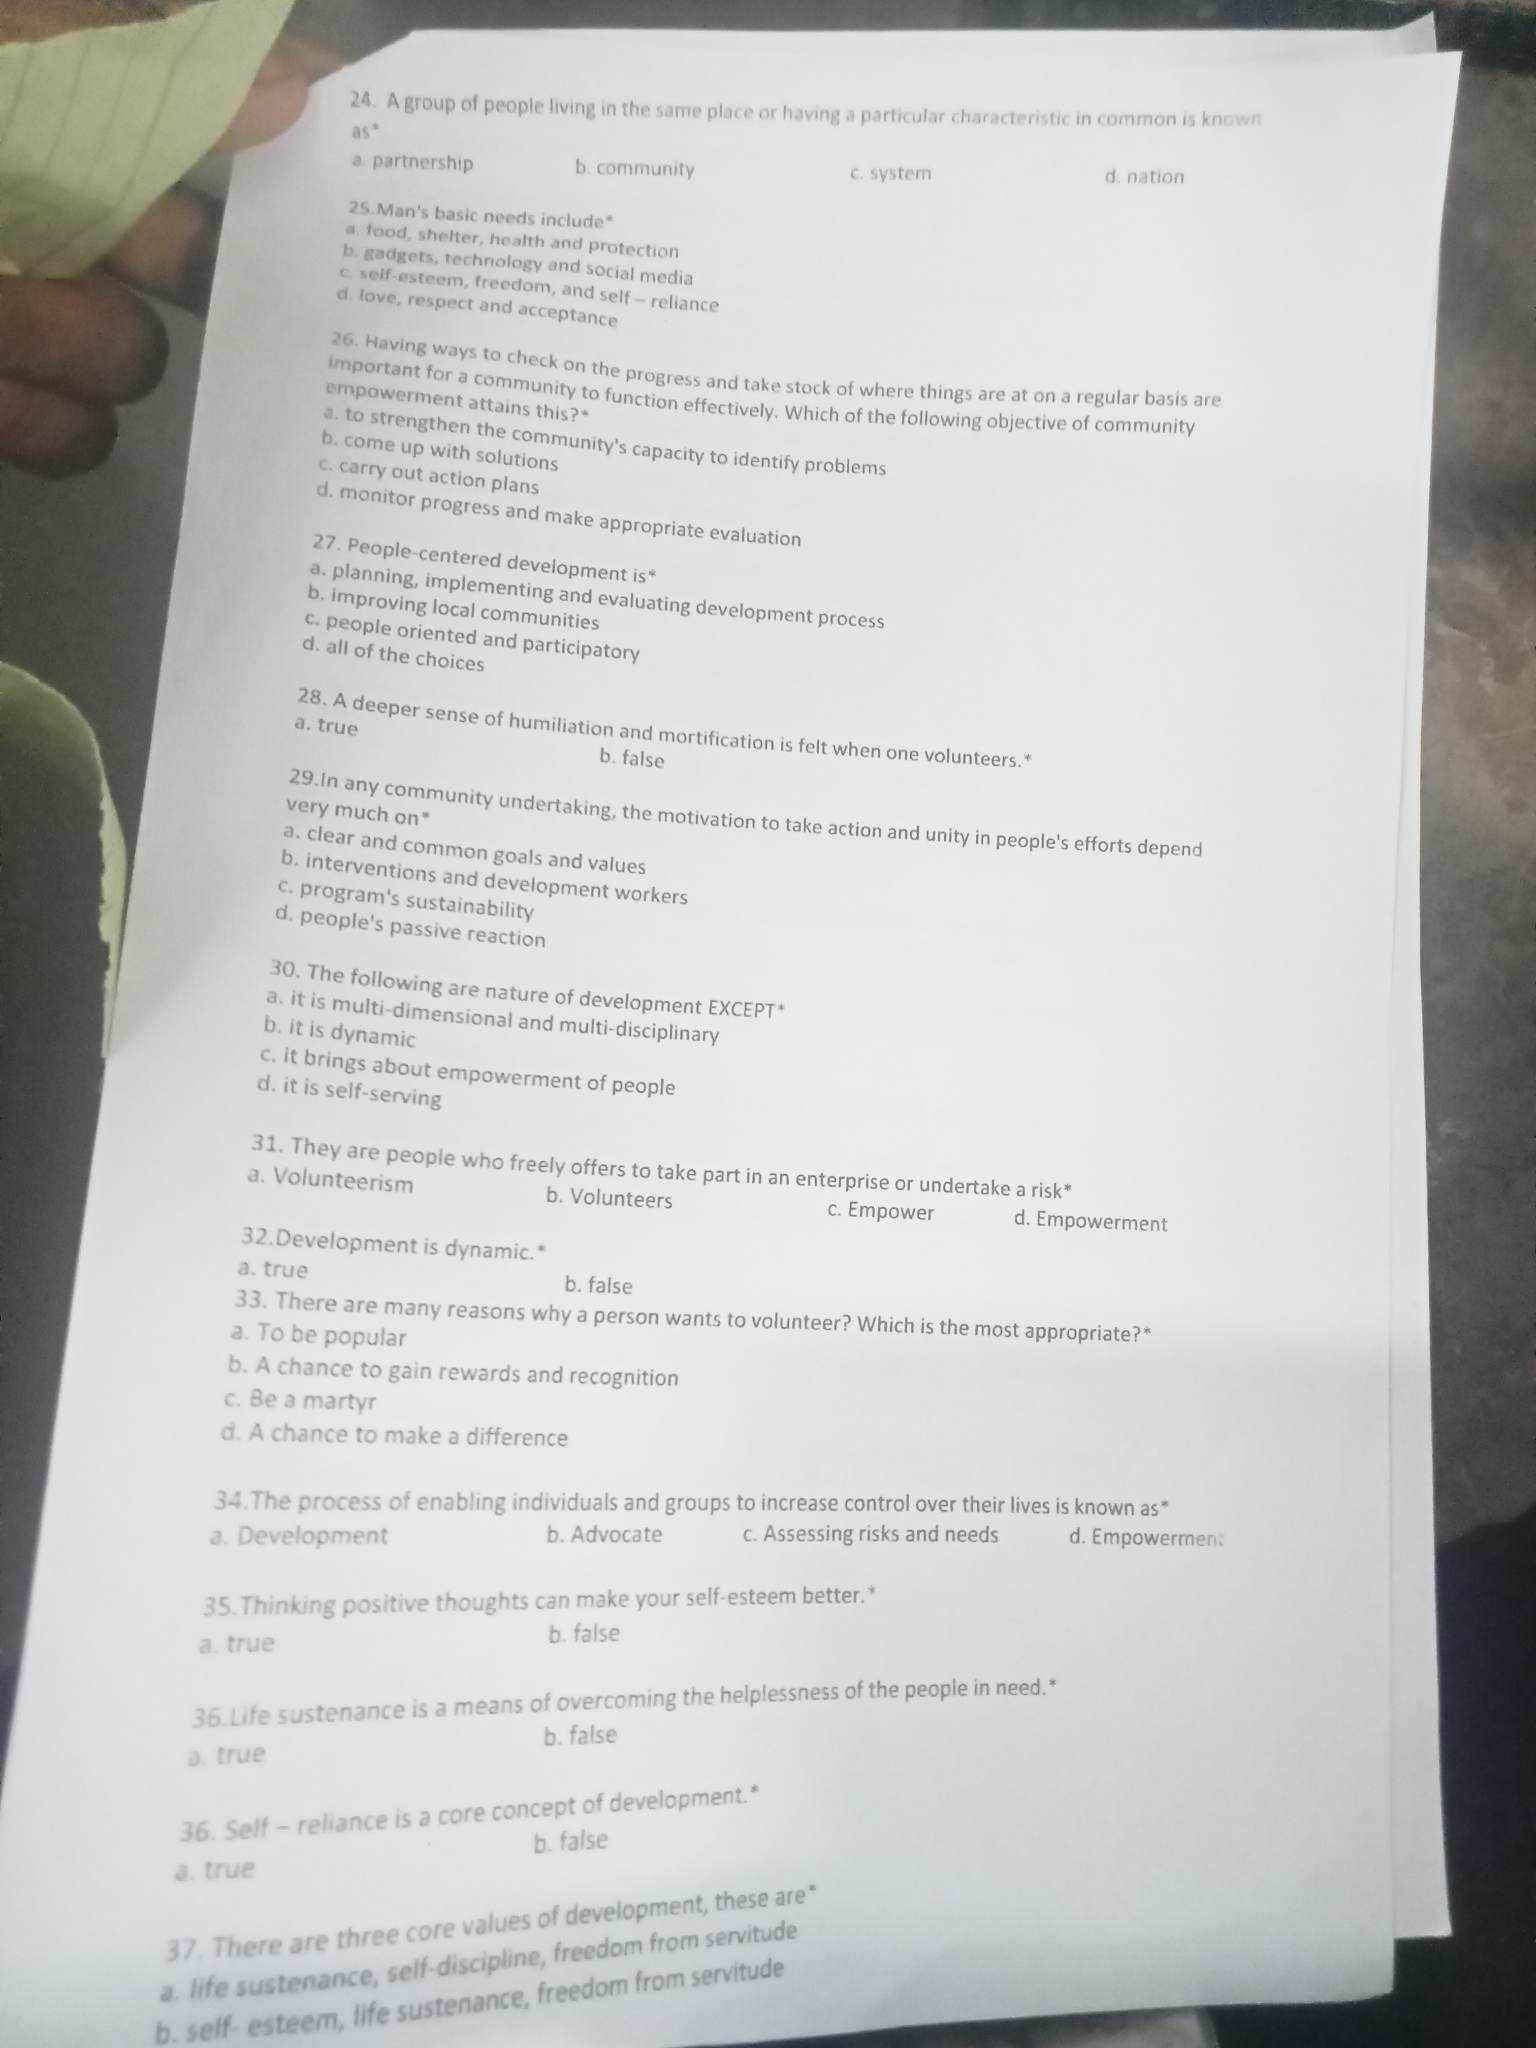 24. A group of people living in the same place or having a particular characteristic in common is known
as*
a. partnership b. community c. system d. nation
25.Man's basic needs include*
a. food, shelter, health and protection
b. gadgets, technology and social media
c. self-esteem, freedom, and self – reliance
d. love, respect and acceptance
26. Having ways to check on the progress and take stock of where things are at on a regular basis are
important for a community to function effectively. Which of the following objective of community
empowerment attains this?*
a. to strengthen the community's capacity to identify problems
b. come up with solutions
c. carry out action plans
d. monitor progress and make appropriate evaluation
27. People-centered development is*
a. planning, implementing and evaluating development process
b. improving local communities
c. people oriented and participatory
d. all of the choices
28. A deeper sense of humiliation and mortification is felt when one volunteers.*
a. true b. false
29.In any community undertaking, the motivation to take action and unity in people's efforts depend
very much on*
a. clear and common goals and values
b. interventions and development workers
c. program's sustainability
d. people's passive reaction
30. The following are nature of development EXCEPT*
a. it is multi-dimensional and multi-disciplinary
b. it is dynamic
c. it brings about empowerment of people
d. it is self-serving
31. They are people who freely offers to take part in an enterprise or undertake a risk*
a. Volunteerism b. Volunteers c. Empower d. Empowerment
32.Development is dynamic.*
a. true b. false
33. There are many reasons why a person wants to volunteer? Which is the most appropriate?*
a. To be popular
b. A chance to gain rewards and recognition
c. Be a martyr
d. A chance to make a difference
34.The process of enabling individuals and groups to increase control over their lives is known as*
a. Development b. Advocate c. Assessing risks and needs d. Empowerment
35.Thinking positive thoughts can make your self-esteem better.*
a. true b. false
36.Life sustenance is a means of overcoming the helplessness of the people in need.*
a. true b. false
36. Self – reliance is a core concept of development.*
a. true b. false
37. There are three core values of development, these are*
a. life sustenance, self-discipline, freedom from servitude
b. self- esteem, life sustenance, freedom from servitude